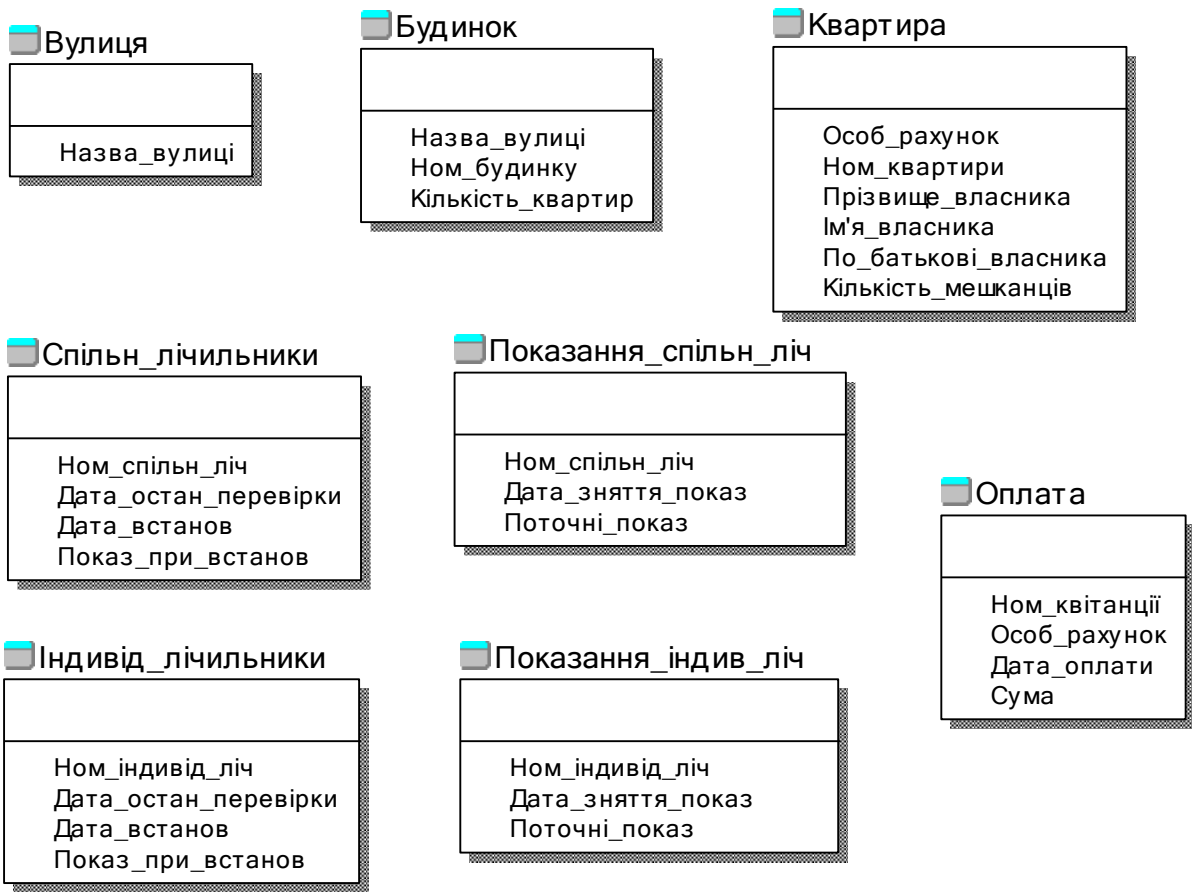 Вулиця
Назва_вулиці
Будинок
Назва_вулиці
Ном_будинку
Кількість_квартир
Квартира
Особ_рахунок
Ном_квартири
Прізвище_власника
Ім'я_власника
По_батькові_власника
Кількість_мешканців
Спільн_лічильники
Ном_спільн_ліч
Дата_остан_перевірки
Дата_встанов
Показ_при_встанов
Показання_спільн_ліч
Ном_спільн_ліч
Дата_зняття_показ
Поточні_показ
Оплата
Ном_квітанції
Особ_рахунок
Дата_оплати
Сума
Індивід_лічильники
Ном_індивід_ліч
Дата_остан_перевірки
Дата_встанов
Показ_при_встанов
Показання_індив_ліч
Ном_індивід_ліч
Дата_зняття_показ
Поточні_показ